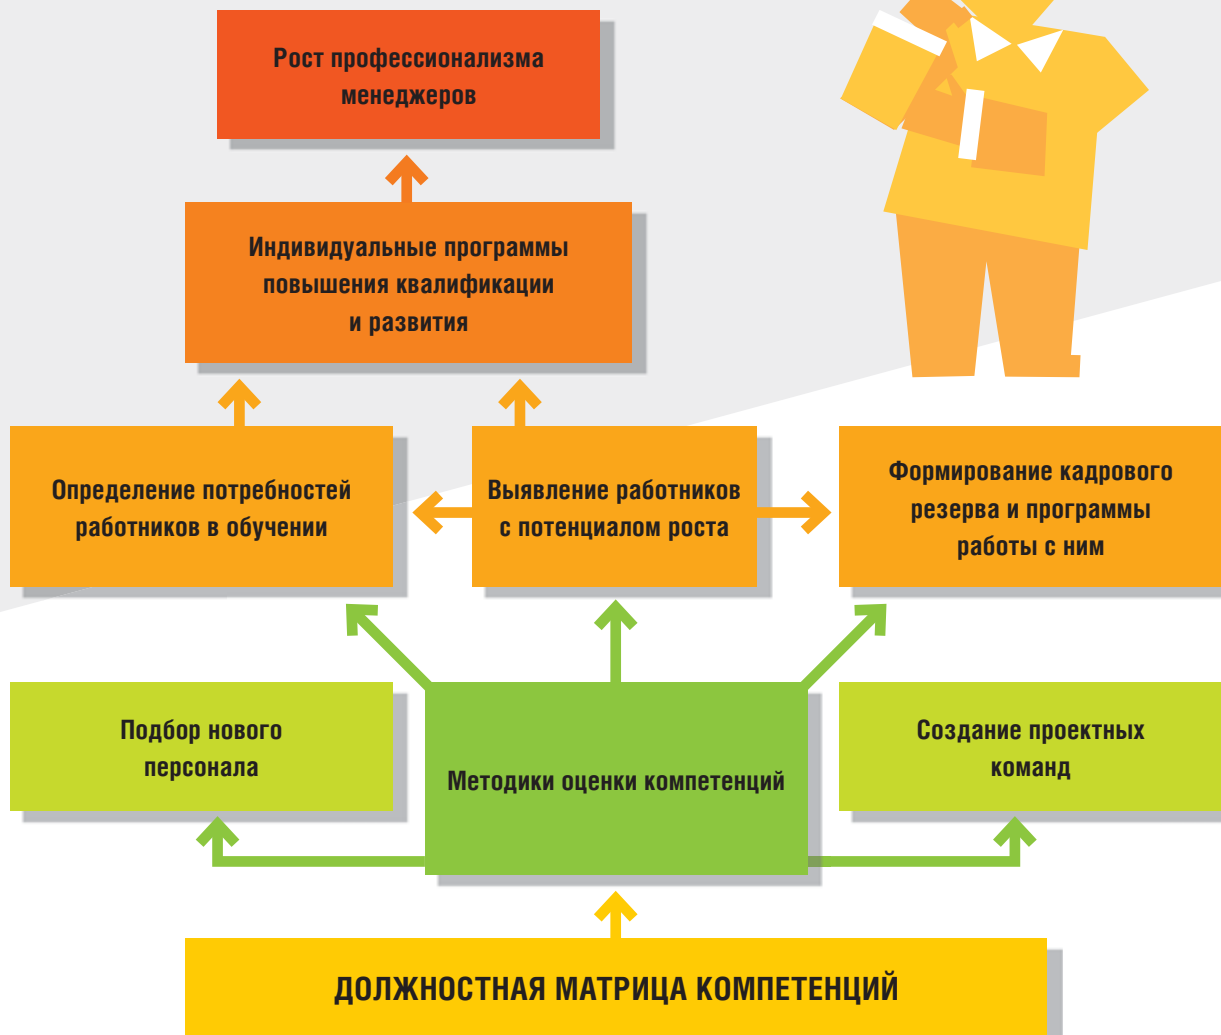 Рост профессионализма
менеджеров
Индивидуальные программы
повышения квалификации
и развития
Определение потребностей
работников в обучении
Выявление работников
с потенциалом роста
Формирование кадрового
резерва и программы
работы с ним
Подбор нового
персонала
Методики оценки компетенций
Создание проектных
команд
ДОЛЖНОСТНАЯ МАТРИЦА КОМПЕТЕНЦИЙ